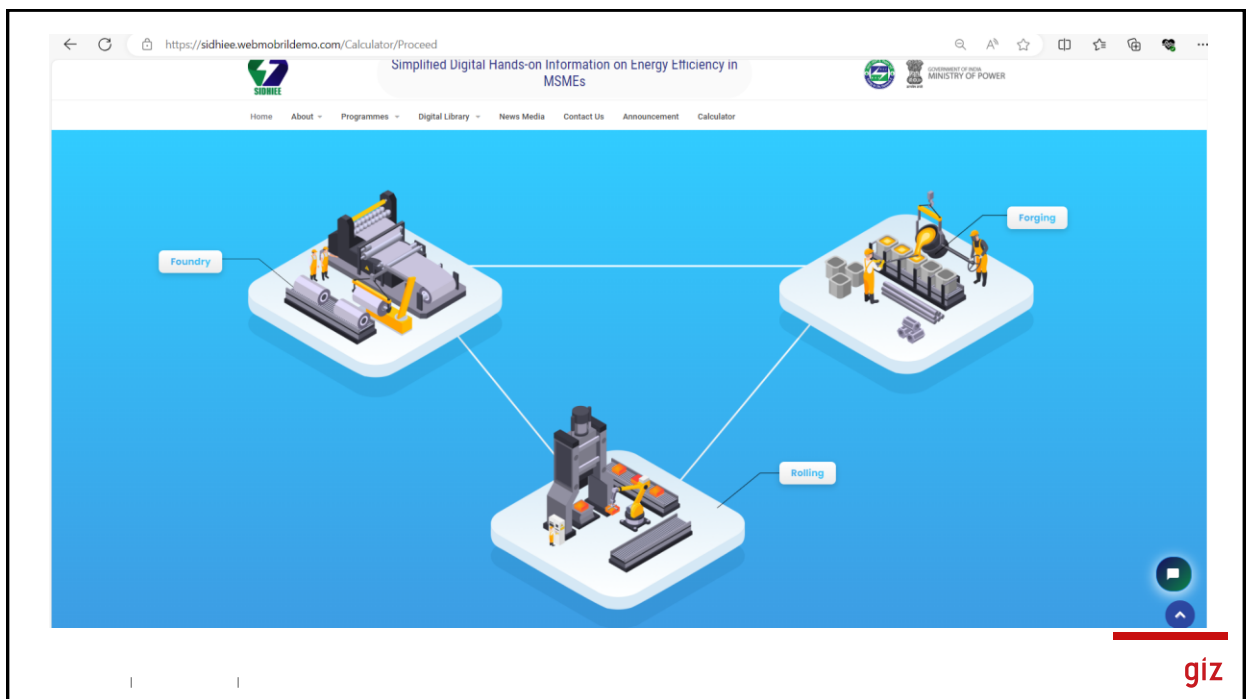 https://sidhiee.webmobrildemo.com/Calculator/Proceed
Simplified Digital Hands-on Information on Energy Efficiency in
MSMEs
SIDHIEE
GOVERNMENT OF INDIA
MINISTRY OF POWER
Home About Programmes Digital Library News Media Contact Us Announcement Calculator
Foundry
Forging
Rolling
giz